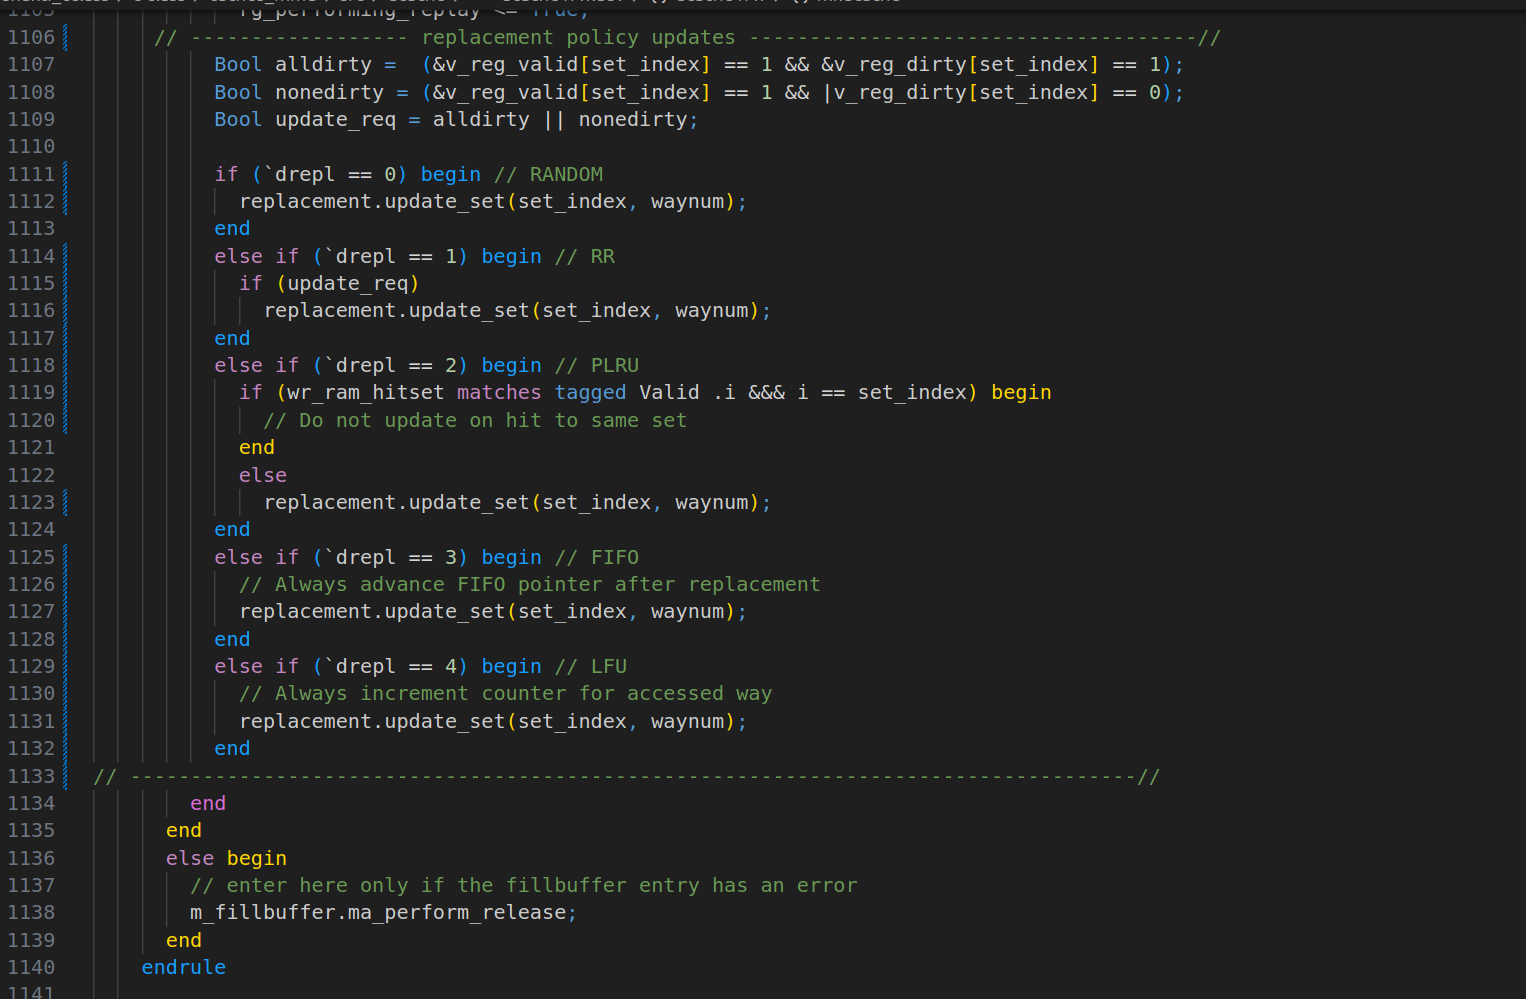 rg_performing_replay <= True;
1106 // ------------------ replacement policy updates -------------------------------------//
1107 Bool alldirty =  (&v_reg_valid[set_index] == 1 && &v_reg_dirty[set_index] == 1);
1108 Bool nonedirty = (&v_reg_valid[set_index] == 1 && |v_reg_dirty[set_index] == 0);
1109 Bool update_req = alldirty || nonedirty;
1110
1111 if (`drepl == 0) begin // RANDOM
1112 replacement.update_set(set_index, waynum);
1113 end
1114 else if (`drepl == 1) begin // RR
1115 if (update_req)
1116 replacement.update_set(set_index, waynum);
1117 end
1118 else if (`drepl == 2) begin // PLRU
1119 if (wr_ram_hitset matches tagged Valid .i &&& i == set_index) begin
1120 // Do not update on hit to same set
1121 end
1122 else
1123 replacement.update_set(set_index, waynum);
1124 end
1125 else if (`drepl == 3) begin // FIFO
1126 // Always advance FIFO pointer after replacement
1127 replacement.update_set(set_index, waynum);
1128 end
1129 else if (`drepl == 4) begin // LFU
1130 // Always increment counter for accessed way
1131 replacement.update_set(set_index, waynum);
1132 end
1133 // -----------------------------------------------------------------------------------//
1134 end
1135 end
1136 else begin
1137 // enter here only if the fillbuffer entry has an error
1138 m_fillbuffer.ma_perform_release;
1139 end
1140 endrule
1141